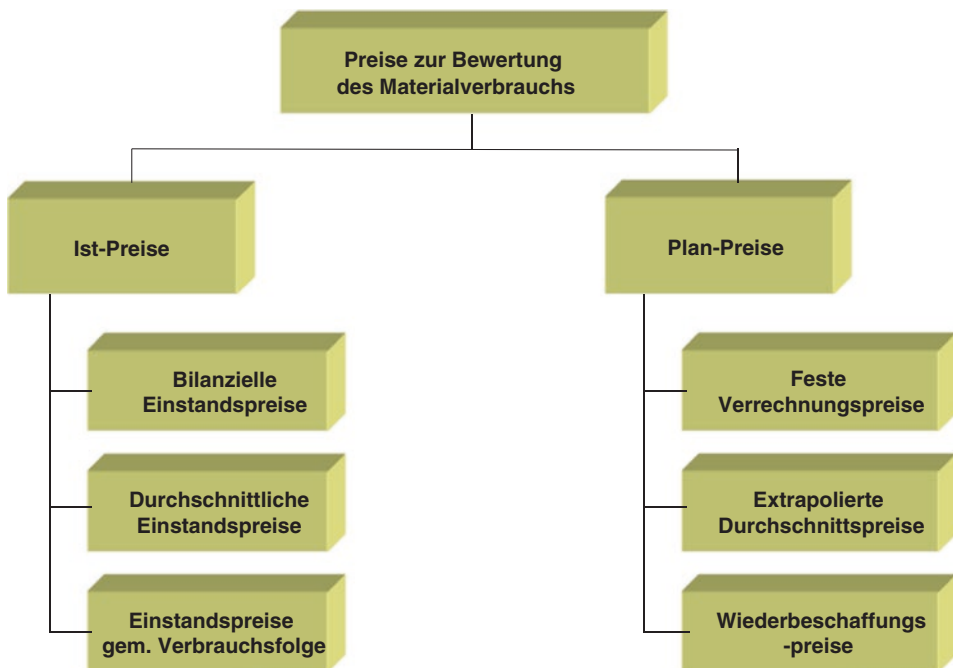 Preise zur Bewertung
des Materialverbrauchs
Ist-Preise
Plan-Preise
Bilanzielle
Einstandspreise
Durchschnittliche
Einstandspreise
Einstandspreise
gem. Verbrauchsfolge
Feste
Verrechnungspreise
Extrapolierte
Durchschnittspreise
Wiederbeschaffungs
-preise